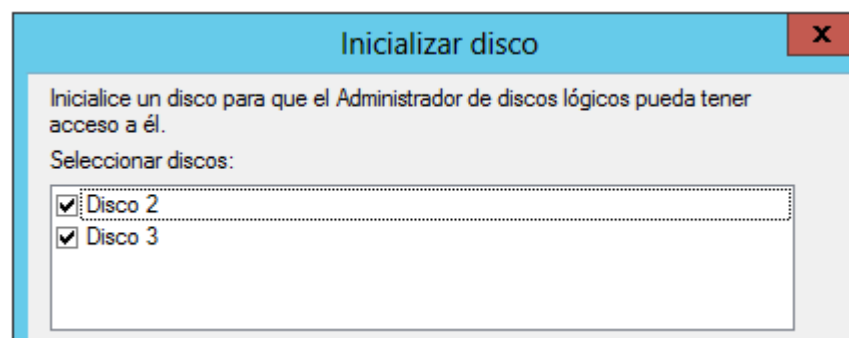 Inicializar disco
x
Inicialice un disco para que el Administrador de discos lógicos pueda tener
acceso a él.
Seleccionar discos:
Disco 2
Disco 3